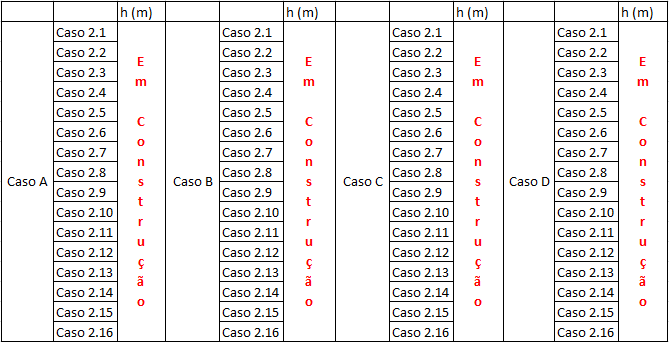 h (m) h (m) h (m) h (m)
Caso 2.1 Caso 2.1 Caso 2.1 Caso 2.1
Caso 2.2 Caso 2.2 Caso 2.2 Caso 2.2
Caso 2.3 Caso 2.3 Caso 2.3 Caso 2.3
Caso 2.4 Caso 2.4 Caso 2.4 Caso 2.4
Caso 2.5 Caso 2.5 Caso 2.5 Caso 2.5
Caso 2.6 Caso 2.6 Caso 2.6 Caso 2.6
Caso 2.7 Caso 2.7 Caso 2.7 Caso 2.7
Caso 2.8 Caso 2.8 Caso 2.8 Caso 2.8
Caso A Caso B Caso C Caso D
Caso 2.9 Caso 2.9 Caso 2.9 Caso 2.9
Caso 2.10 Caso 2.10 Caso 2.10 Caso 2.10
Caso 2.11 Caso 2.11 Caso 2.11 Caso 2.11
Caso 2.12 Caso 2.12 Caso 2.12 Caso 2.12
Caso 2.13 Caso 2.13 Caso 2.13 Caso 2.13
Caso 2.14 Caso 2.14 Caso 2.14 Caso 2.14
Caso 2.15 Caso 2.15 Caso 2.15 Caso 2.15
Caso 2.16 Caso 2.16 Caso 2.16 Caso 2.16
Em Construção
Em Construção
Em Construção
Em Construção